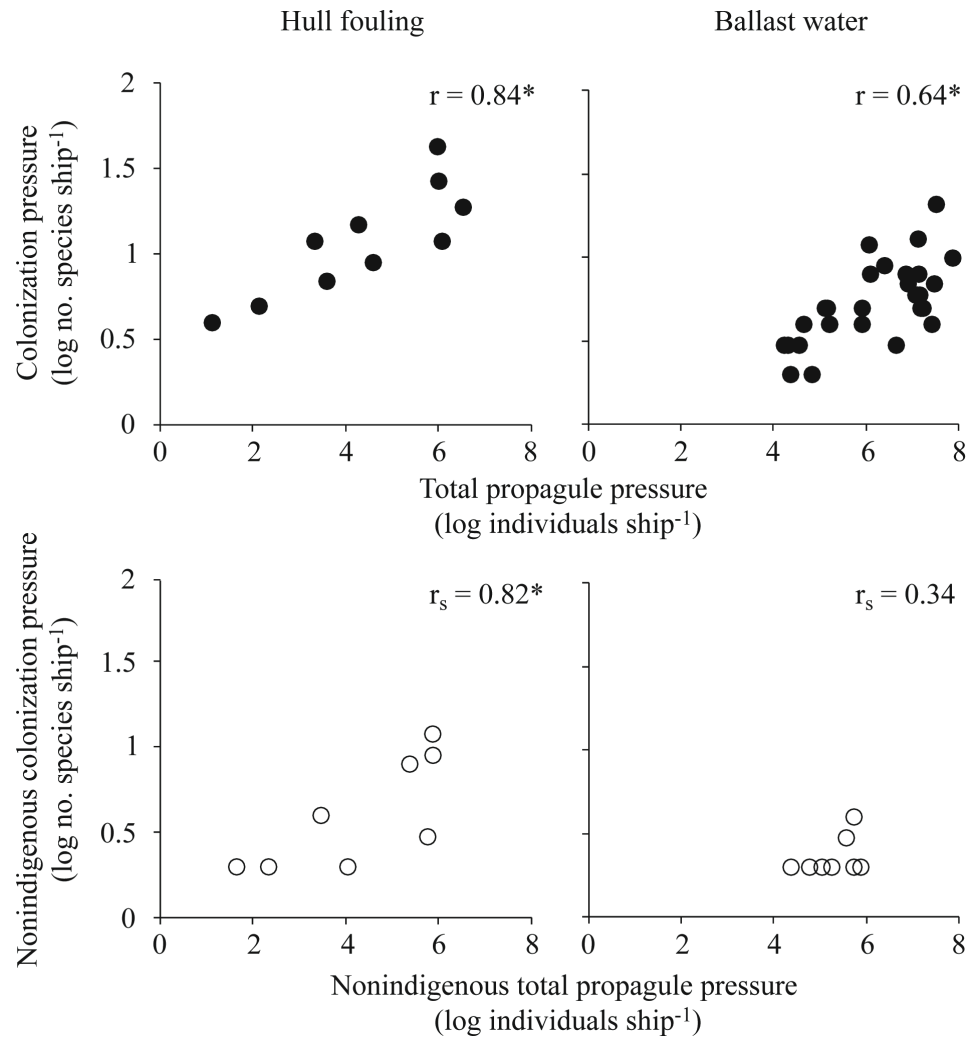 Hull fouling
Ballast water
Colonization pressure
(log no. species ship⁻¹)
2
1.5
1
0.5
0
r = 0.84*
r = 0.64*
0 2 4 6 8
0 2 4 6 8
Total propagule pressure
(log individuals ship⁻¹)
Nonindigenous colonization pressure
(log no. species ship⁻¹)
2
1.5
1
0.5
0
rₛ = 0.82*
rₛ = 0.34
0 2 4 6 8
0 2 4 6 8
Nonindigenous total propagule pressure
(log individuals ship⁻¹)